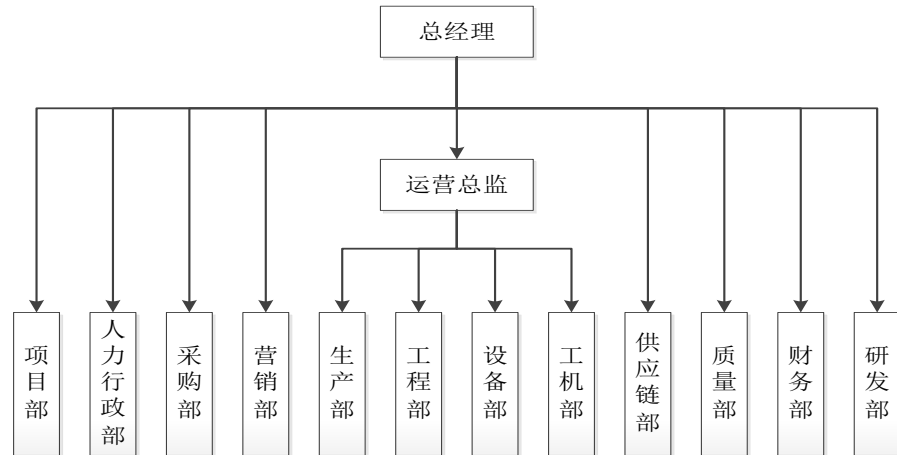 总经理
运营总监
项目部
人力行政部
采购部
营销部
生产部
工程部
设备部
工机部
供应链部
质量部
财务部
研发部